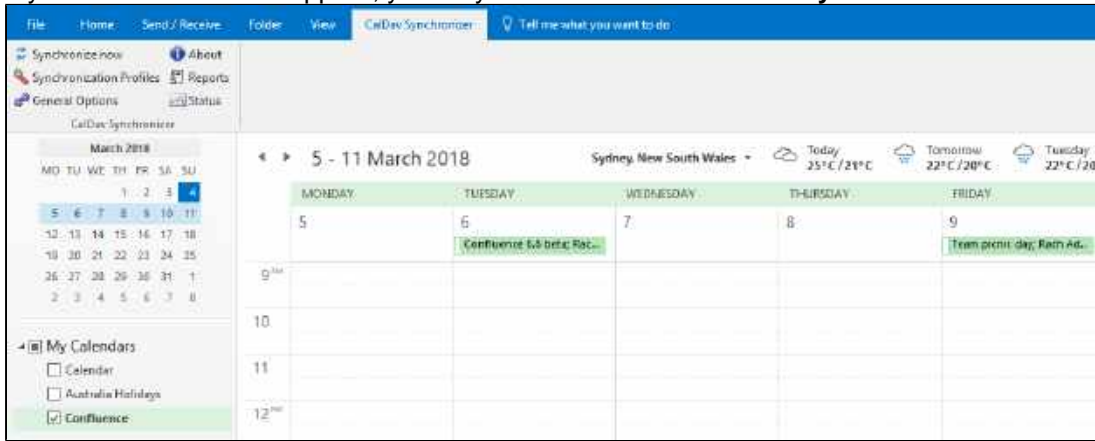 File Home Send / Receive Folder View CalDav Synchronizer Tell me what you want to do
Synchronize now About
Synchronization Profiles Reports
General Options Status
CalDav Synchronizer
March 2018
MO TU WE TH FR SA SU
1 2 3 4
5 6 7 8 9 10 11
12 13 14 15 16 17 18
19 20 21 22 23 24 25
26 27 28 29 30 31 1
2 3 4 5 6 7 8
My Calendars
Calendar
Australia Holidays
Confluence
5 - 11 March 2018 Sydney, New South Wales Today Tomorrow Tuesday
25°C/21°C 22°C/20°C 22°C/20
MONDAY TUESDAY WEDNESDAY THURSDAY FRIDAY
5 6 7 8 9
Confluence beta; Rac... Team picnic day; Rach Ad...
9 AM
10
11
12 PM